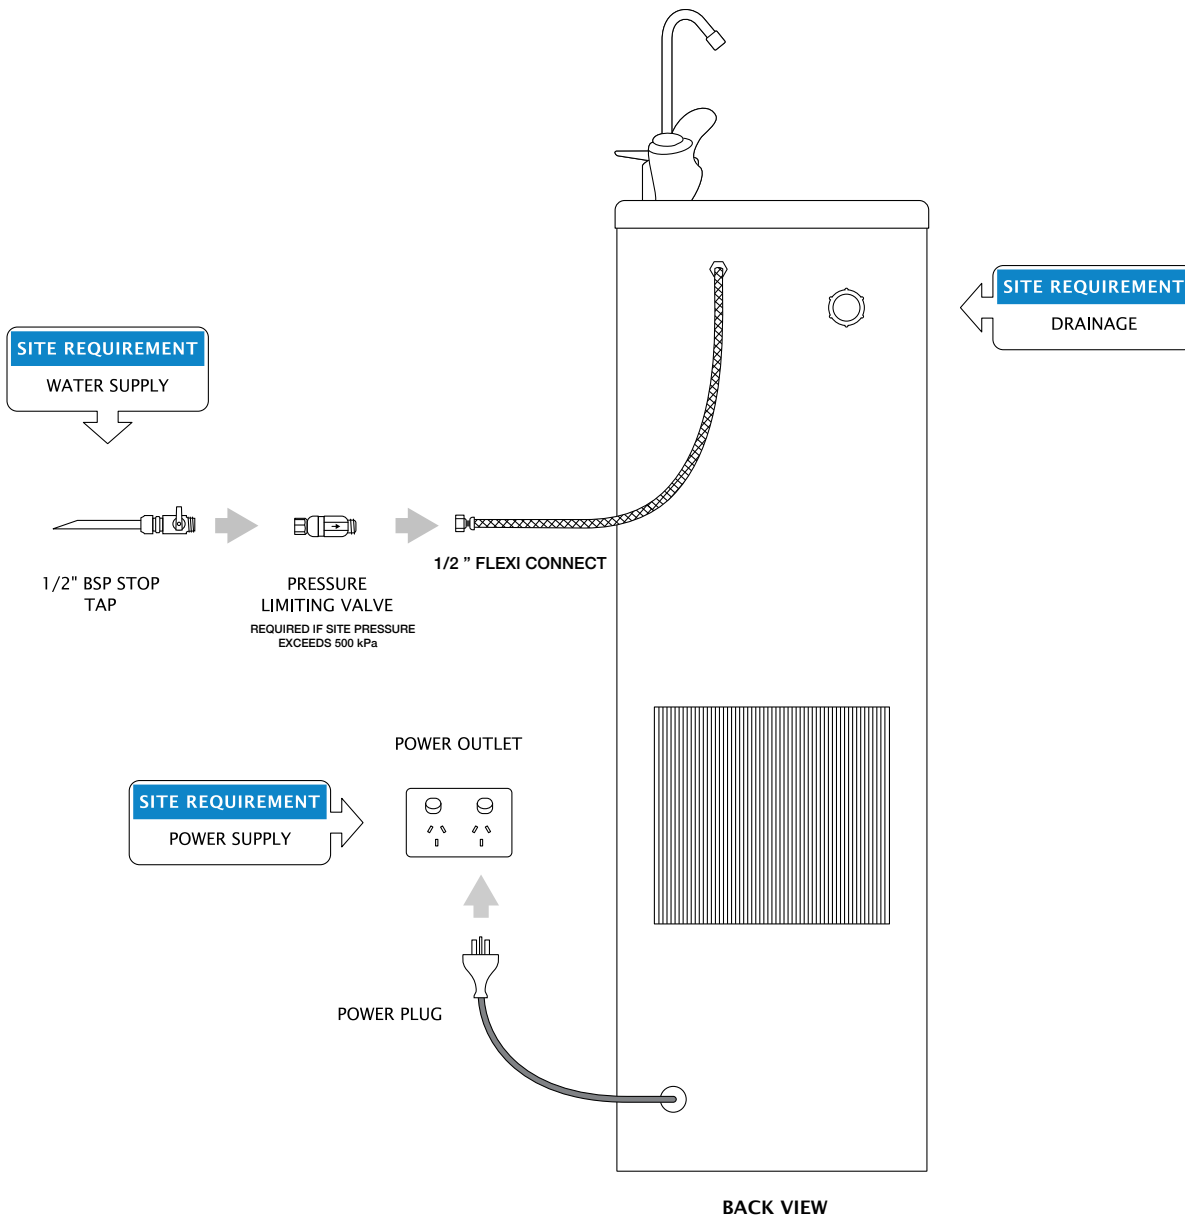 SITE REQUIREMENT
DRAINAGE
SITE REQUIREMENT
WATER SUPPLY
1/2" BSP STOP
TAP
PRESSURE
LIMITING VALVE
REQUIRED IF SITE PRESSURE
EXCEEDS 500 kPa
1/2 ” FLEXI CONNECT
POWER OUTLET
SITE REQUIREMENT
POWER SUPPLY
POWER PLUG
BACK VIEW